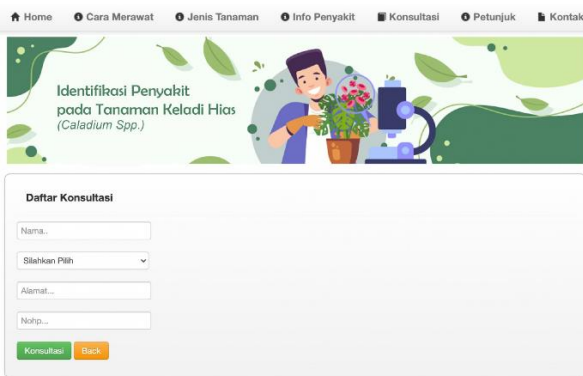 Home Cara Merawat Jenis Tanaman Info Penyakit Konsultasi Petunjuk Kontak
Identifikasi Penyakit
pada Tanaman Keladi Hias
(Caladium Spp.)
Daftar Konsultasi
Nama..
Silahkan Pilih
Alamat...
Nohp...
Konsultasi Back